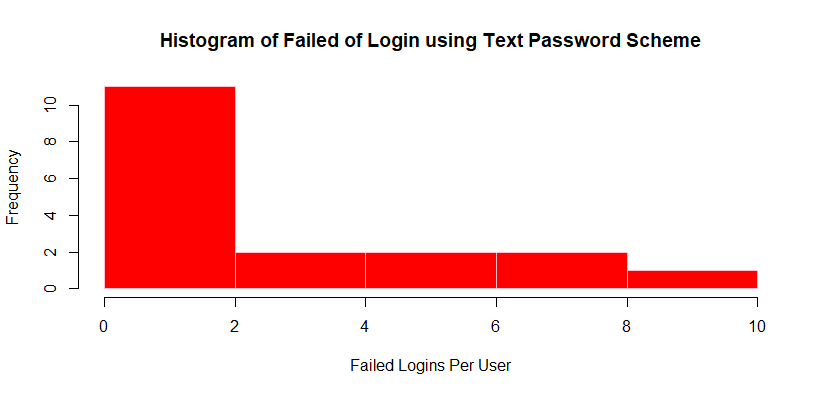 Histogram of Failed of Login using Text Password Scheme
Frequency
10
8
6
4
2
0
0 2 4 6 8 10
Failed Logins Per User